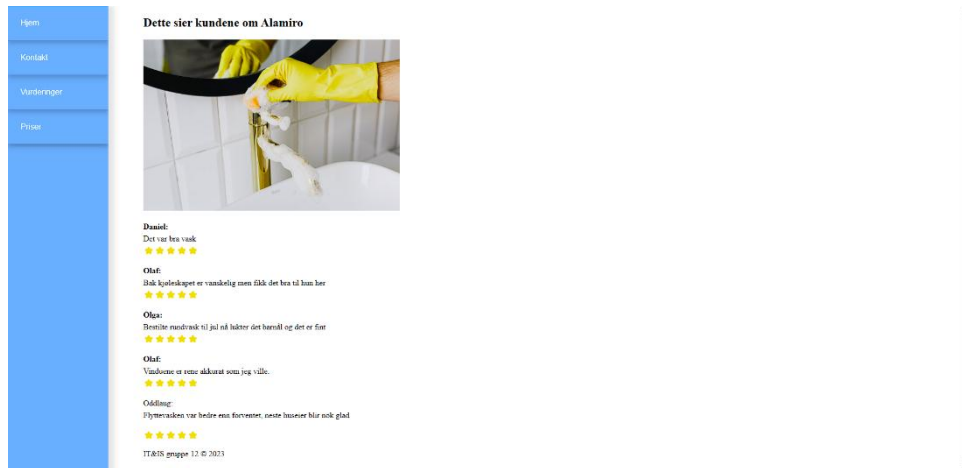 Hjem
Kontakt
Vurderinger
Priser
Dette sier kundene om Alamiro
Daniel:
Det var bra vask
Olaf:
Bak kjøleskapet er vanskelig men fikk det bra til hun her
Olga:
Bestilte rundvask til jul nå lukter det barnål og det er fint
Olaf:
Vinduene er rene akkurat som jeg ville.
Oddlaug:
Flyttevasken var bedre enn forventet, neste huseier blir nok glad
IT&IS gruppe 12 © 2023